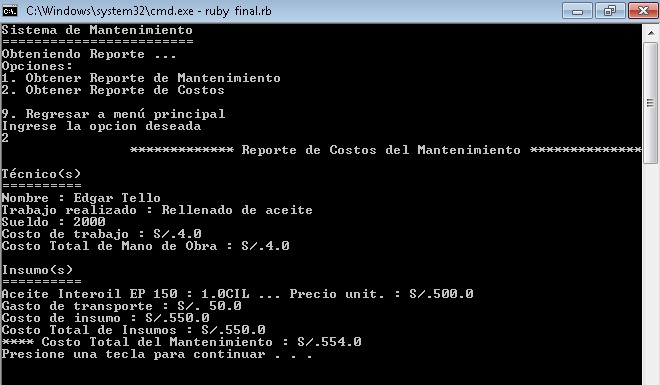 C:\Windows\system32\cmd.exe - ruby final.rb
Sistema de Mantenimiento
========================
Obteniendo Reporte ...
Opciones:
1. Obtener Reporte de Mantenimiento
2. Obtener Reporte de Costos
9. Regresar a menú principal
Ingrese la opcion deseada
2
************* Reporte de Costos del Mantenimiento **************
Técnico(s)
==========
Nombre : Edgar Tello
Trabajo realizado : Rellenado de aceite
Sueldo : 2000
Costo de trabajo : S/.4.0
Costo Total de Mano de Obra : S/.4.0
Insumo(s)
==========
Aceite Interoil EP 150 : 1.0CIL ... Precio unit. : S/.500.0
Gasto de transporte : S/. 50.0
Costo de insumo : S/.550.0
Costo Total de Insumos : S/.550.0
**** Costo Total del Mantenimiento : S/.554.0
Presione una tecla para continuar . . .